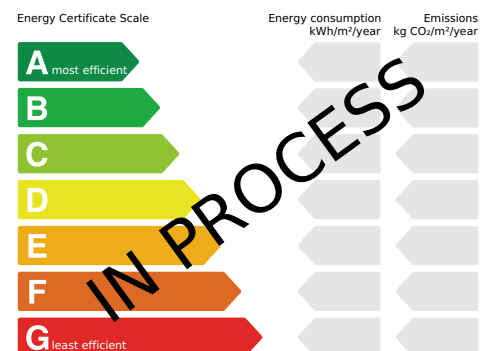 Energy Certificate Scale
Energy consumption
kWh/m²/year
Emissions
kg CO₂/m²/year
A most efficient
B
C
D
E
F
G least efficient
IN PROCESS